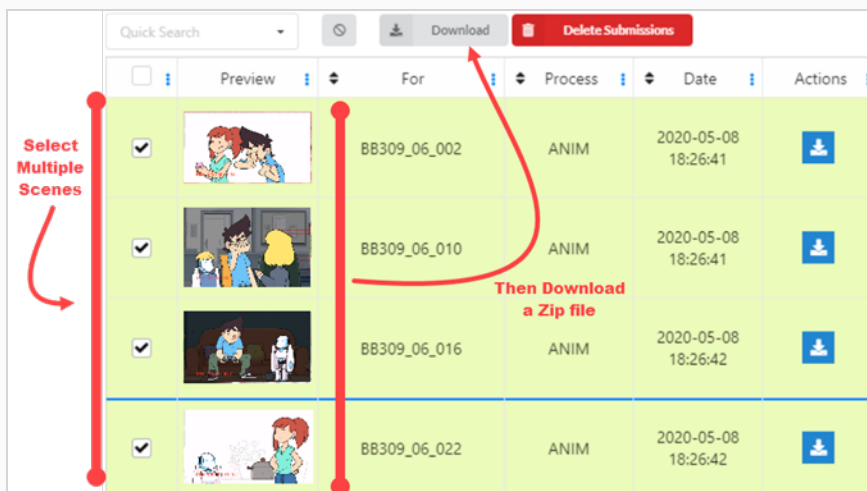 Quick Search
Download
Delete Submissions
Preview
For
Process
Date
Actions
Select
Multiple
Scenes
BB309_06_002
ANIM
2020-05-08
18:26:41
BB309_06_010
ANIM
2020-05-08
18:26:41
Then Download
a Zip file
BB309_06_016
ANIM
2020-05-08
18:26:42
BB309_06_022
ANIM
2020-05-08
18:26:42